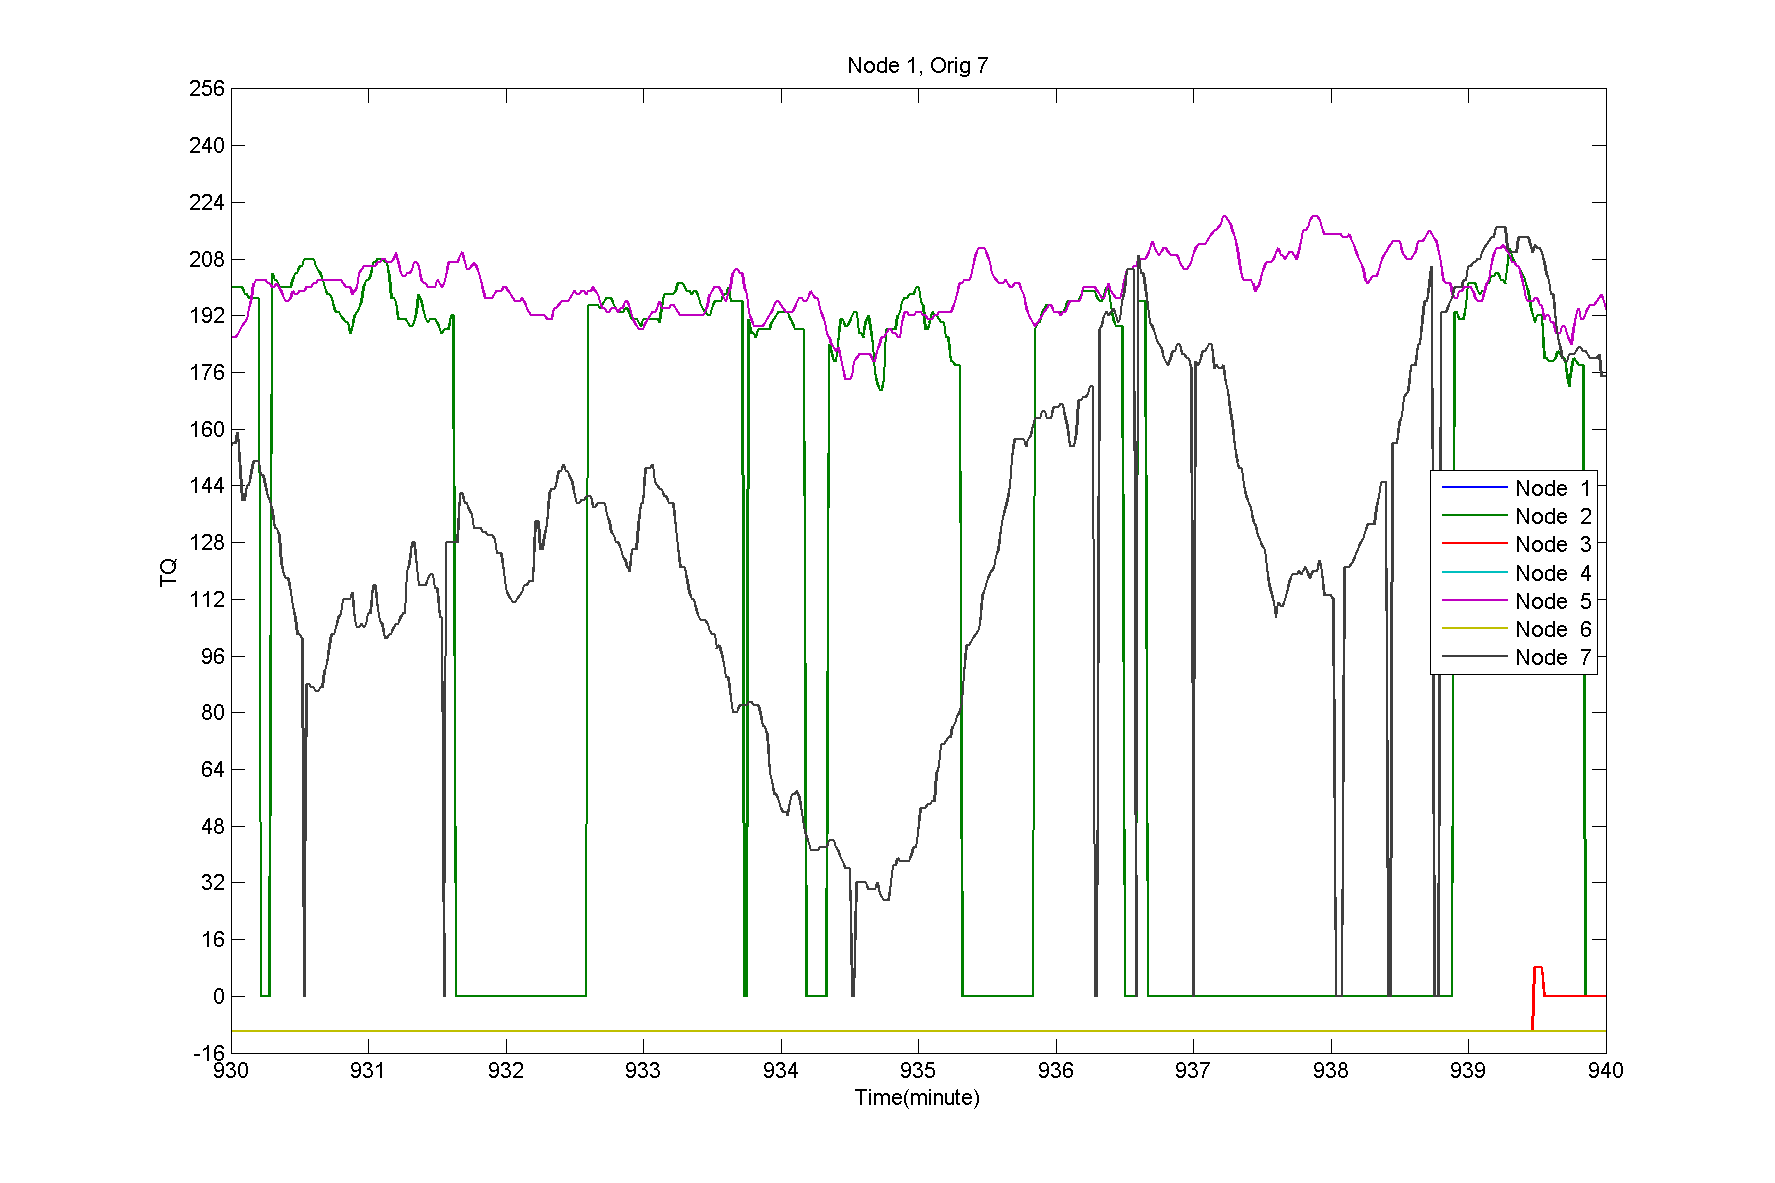 Node 1, Orig 7
256
240
224
208
192
176
160
144
128
112
96
80
64
48
32
16
0
-16
TQ
Node 1
Node 2
Node 3
Node 4
Node 5
Node 6
Node 7
930 931 932 933 934 935 936 937 938 939 940
Time(minute)